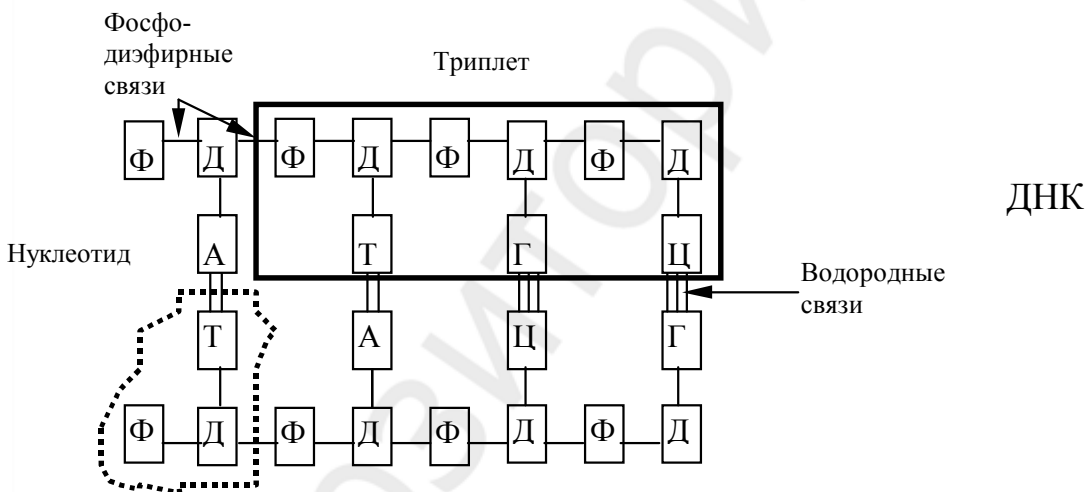 Фосфо-
диэфирные
связи
Триплет
Ф Д Ф Д Ф Д Ф Д
ДНК
А Т Г Ц
Нуклеотид
Водородные
связи
Т А Ц Г
Ф Д Ф Д Ф Д Ф Д